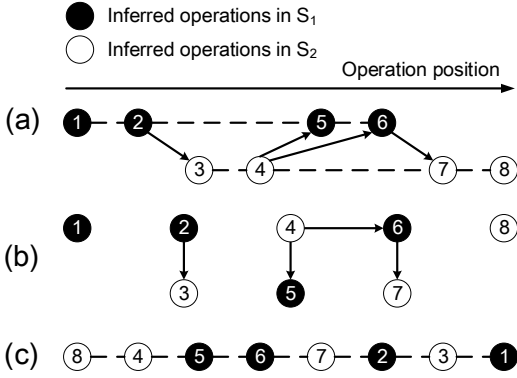 Inferred operations in S1
Inferred operations in S2
Operation position
(a) 1 2 5 6
3 4 7 8
1 2 4 6 8
(b)
3 5 7
(c) 8 4 5 6 7 2 3 1